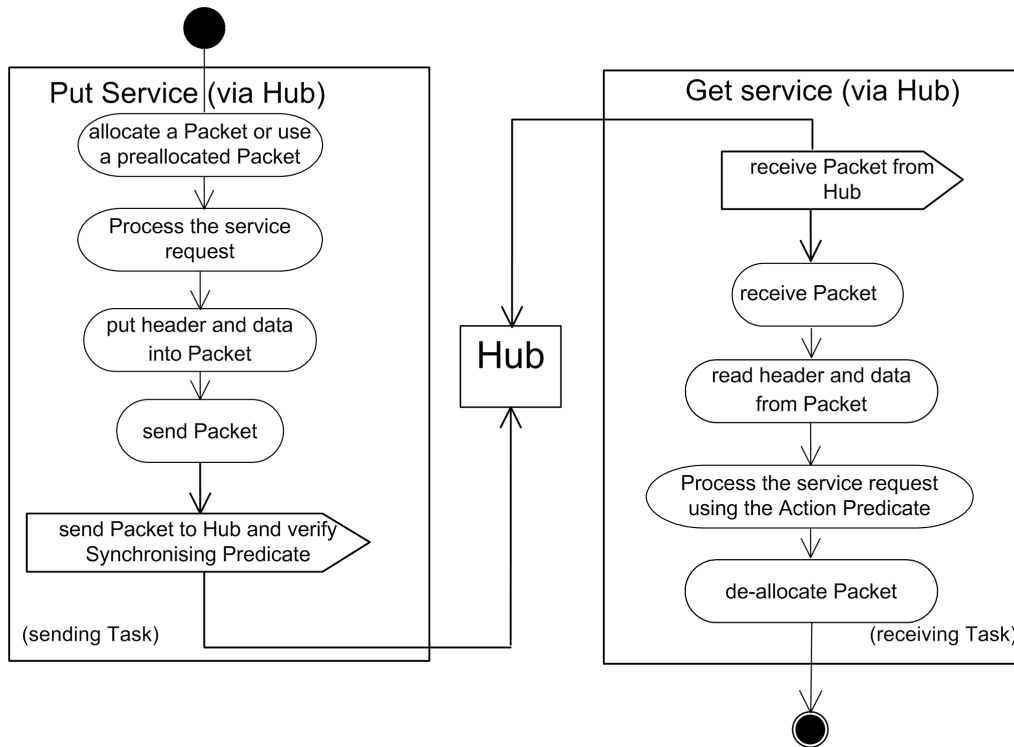 Put Service (via Hub)
allocate a Packet or use
a preallocated Packet
Process the service
request
put header and data
into Packet
send Packet
send Packet to Hub and verify
Synchronising Predicate
(sending Task)
Hub
Get service (via Hub)
receive Packet from
Hub
receive Packet
read header and data
from Packet
Process the service request
using the Action Predicate
de-allocate Packet
(receiving Task)